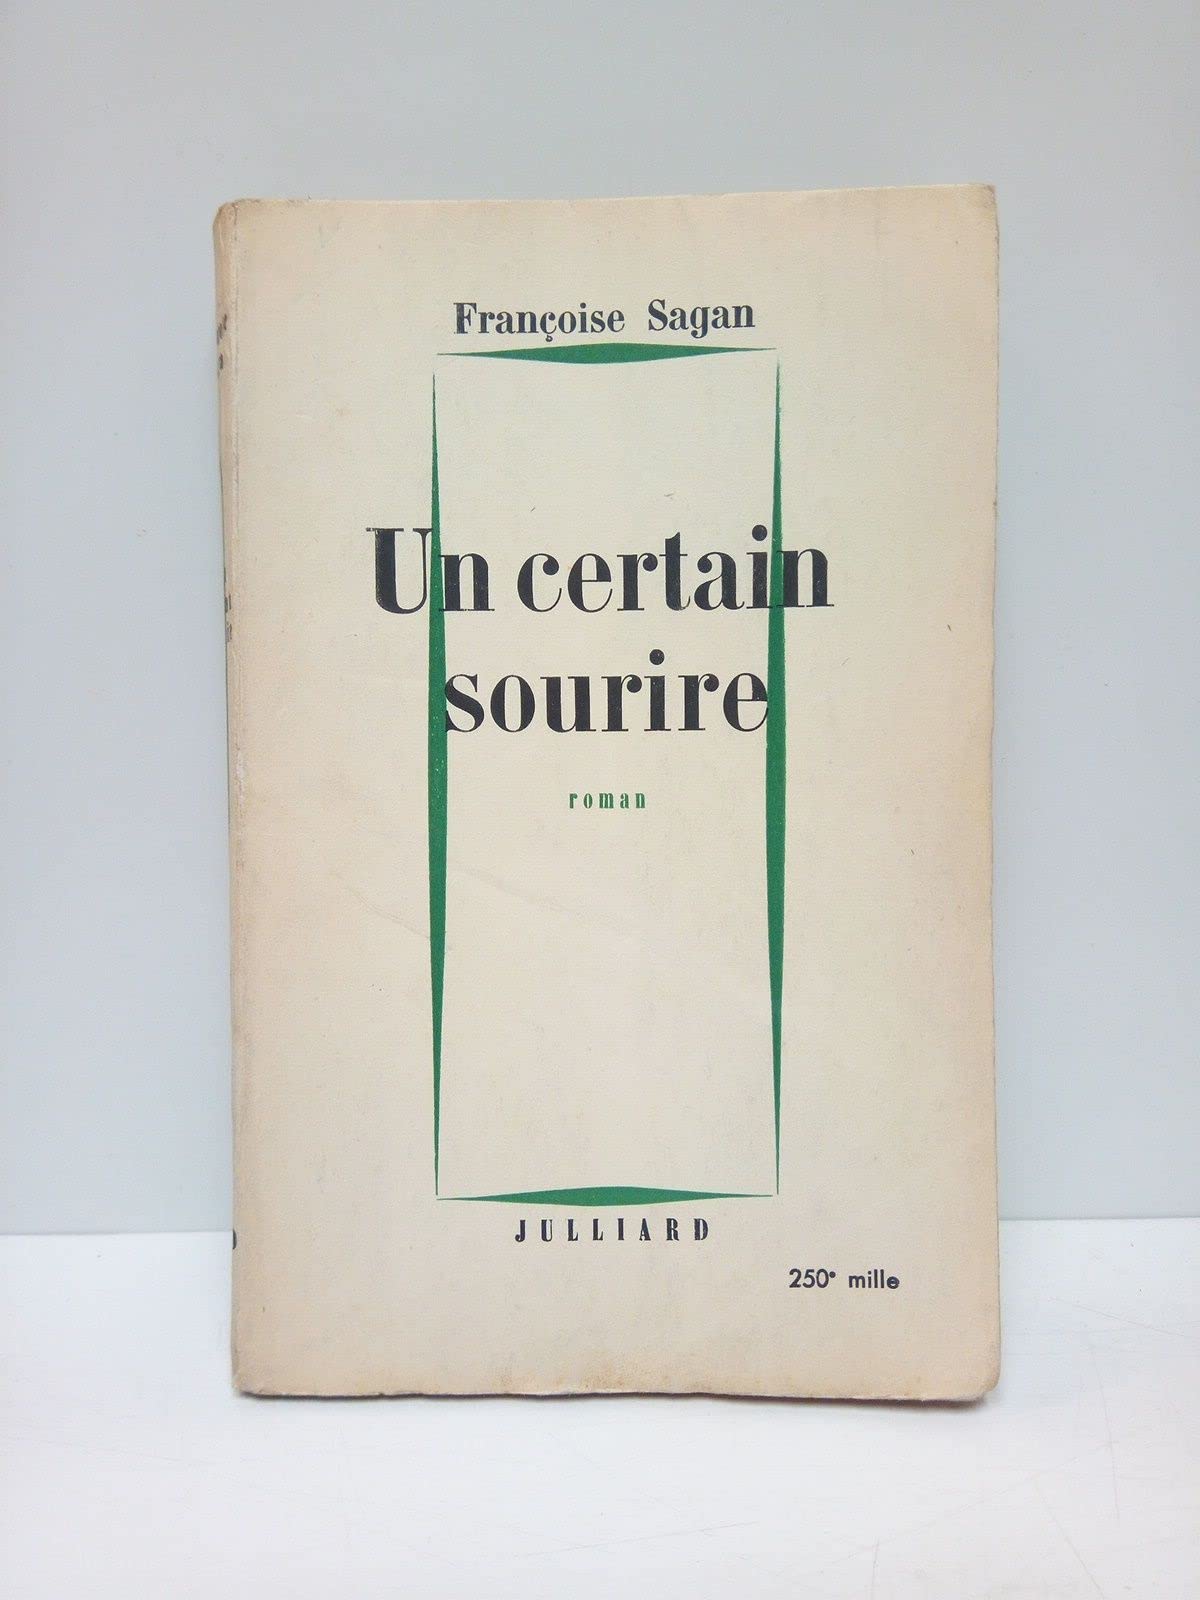 Françoise Sagan
Un certain
sourire
roman
JULLIARD
250e mille